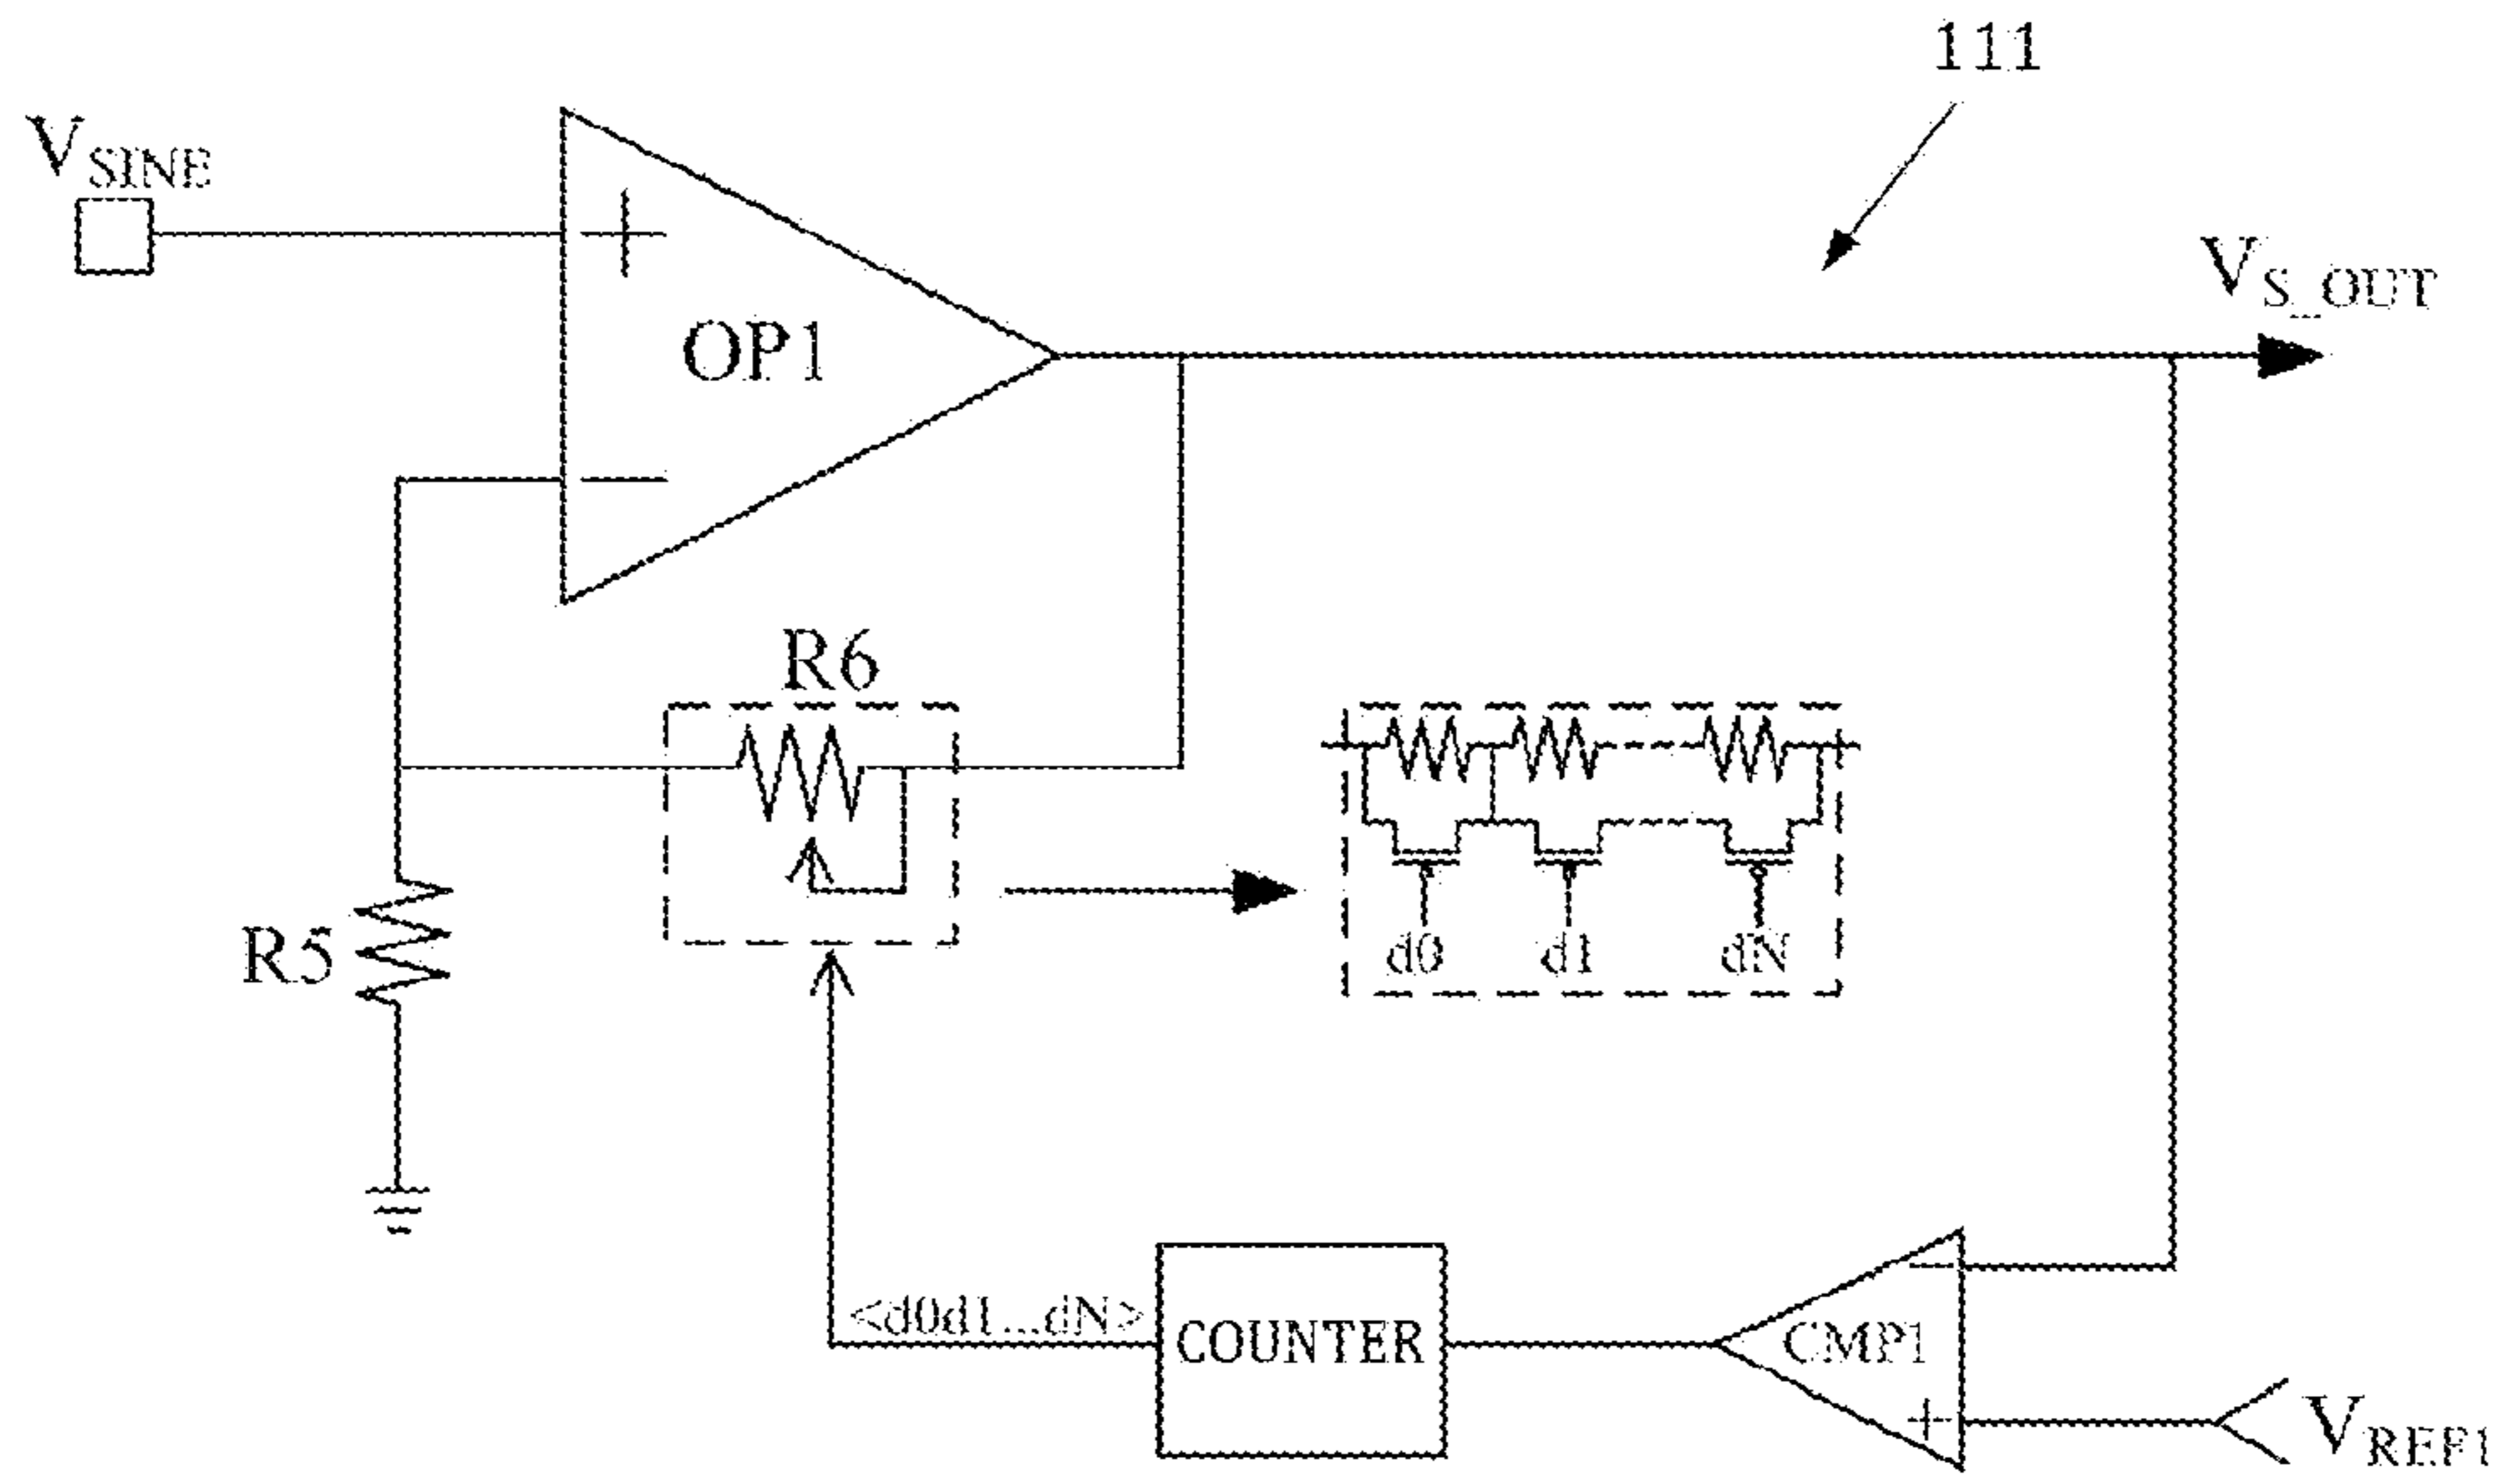 111
VSINE
+
OP1
VS_OUT
−
R6
R5
d0 d1 dN
<d0d1...dN>
COUNTER
−
CMP1
+
VREF1